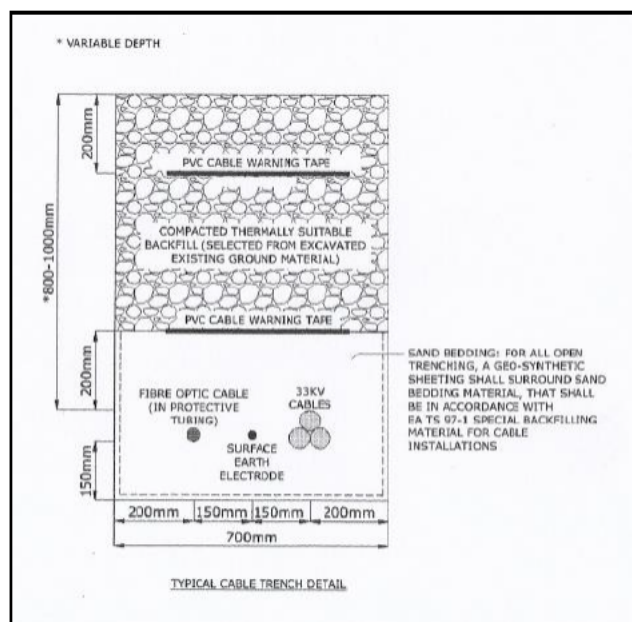 * VARIABLE DEPTH
200mm
PVC CABLE WARNING TAPE
*800-1000mm
COMPACTED THERMALLY SUITABLE
BACKFILL (SELECTED FROM EXCAVATED
EXISTING GROUND MATERIAL)
PVC CABLE WARNING TAPE
200mm
SAND BEDDING: FOR ALL OPEN
TRENCHING, A GEO-SYNTHETIC
SHEETING SHALL SURROUND SAND
BEDDING MATERIAL, THAT SHALL
BE IN ACCORDANCE WITH
EA TS 97-1 SPECIAL BACKFILLING
MATERIAL FOR CABLE
INSTALLATIONS
FIBRE OPTIC CABLE
(IN PROTECTIVE
TUBING)
33KV
CABLES
SURFACE
EARTH
ELECTRODE
150mm
200mm 150mm 150mm 200mm
700mm
TYPICAL CABLE TRENCH DETAIL